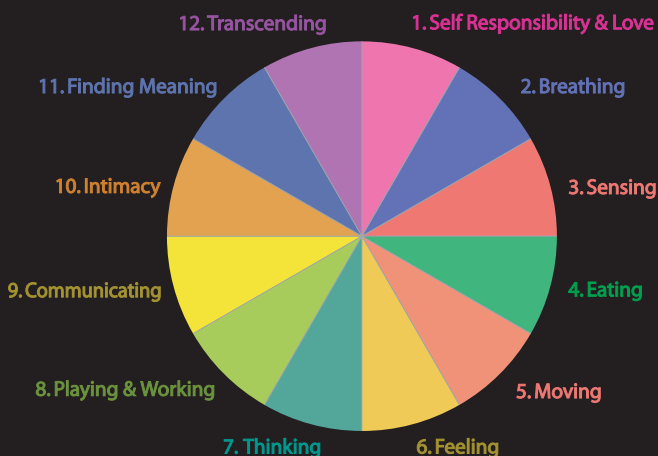 1. Self Responsibility & Love
2. Breathing
3. Sensing
4. Eating
5. Moving
6. Feeling
7. Thinking
8. Playing & Working
9. Communicating
10. Intimacy
11. Finding Meaning
12. Transcending